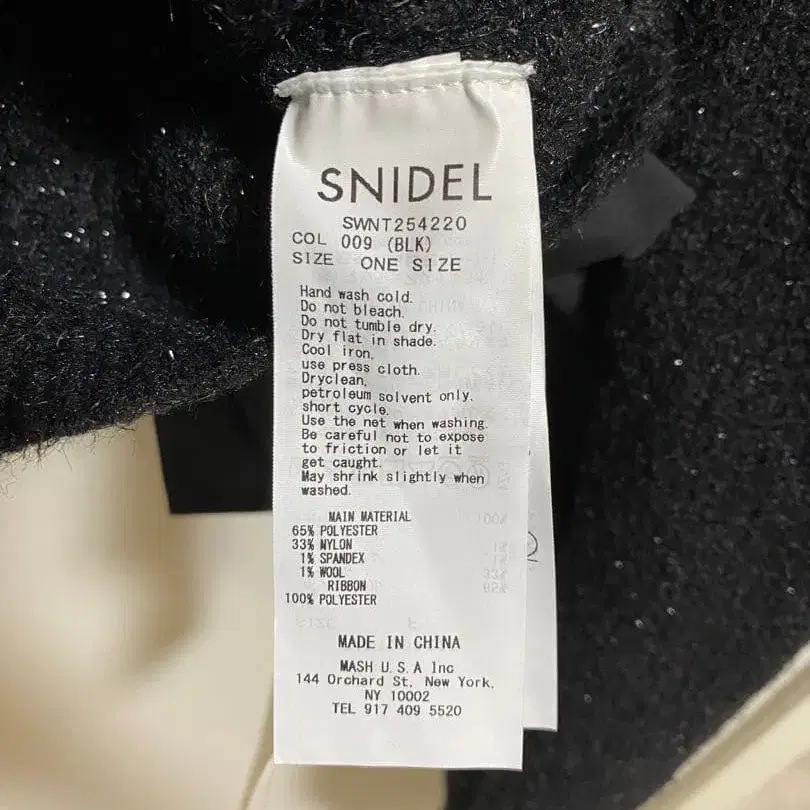 SNIDEL
SWNT254220
COL 009 (BLK)
SIZE ONE SIZE
Hand wash cold.
Do not bleach.
Do not tumble dry.
Dry flat in shade.
Cool iron,
use press cloth.
Dryclean,
petroleum solvent only.
short cycle.
Use the net when washing.
Be careful not to expose
to friction or let it
get caught.
May shrink slightly when
washed.
MAIN MATERIAL
65% POLYESTER
33% NYLON
1% SPANDEX
1% WOOL
RIBBON
100% POLYESTER
MADE IN CHINA
MASH U.S.A Inc
144 Orchard St, New York,
NY 10002
TEL 917 409 5520